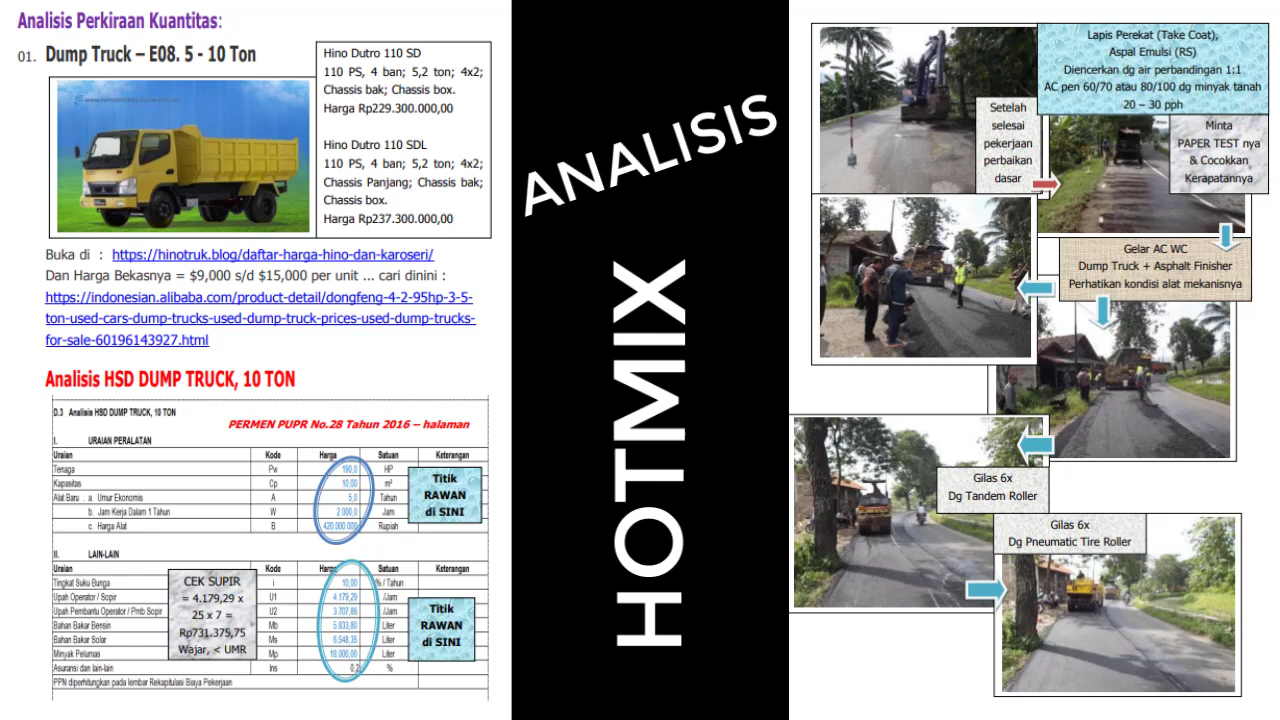 Analisis Perkiraan Kuantitas:
01. Dump Truck – E08. 5 - 10 Ton
Hino Dutro 110 SD
110 PS, 4 ban; 5,2 ton; 4x2;
Chassis bak; Chassis box.
Harga Rp229.300.000,00
Hino Dutro 110 SDL
110 PS, 4 ban; 5,2 ton; 4x2;
Chassis Panjang; Chassis bak;
Chassis box.
Harga Rp237.300.000,00
Buka di : https://hinotruk.blog/daftar-harga-hino-dan-karoseri/
Dan Harga Bekasnya = $9,000 s/d $15,000 per unit ... cari dinini :
https://indonesian.alibaba.com/product-detail/dongfeng-4-2-95hp-3-5-
ton-used-cars-dump-trucks-used-dump-truck-prices-used-dump-trucks-
for-sale-60196143927.html
Analisis HSD DUMP TRUCK, 10 TON
D.3 Analisis HSD DUMP TRUCK, 10 TON
PERMEN PUPR No.28 Tahun 2016 – halaman
I. URAIAN PERALATAN
Uraian Kode Harga Satuan Keterangan
Tenaga Pw 190,0 HP
Kapasitas Cp 10,00 m³
Alat Baru a. Umur Ekonomis A 5,0 Tahun
b. Jam Kerja Dalam 1 Tahun W 2 000,0 Jam
c. Harga Alat B 420.000.000 Rupiah
Titik
RAWAN
di SINI
II. LAIN-LAIN
Uraian Kode Harga Satuan Keterangan
Tingkat Suku Bunga i 10,00 % / Tahun
Upah Operator / Sopir U1 4 179,29 /Jam
Upah Pembantu Operator / Pmb Sopir U2 3 707,86 /Jam
Bahan Bakar Bensin Mb 5 833,80 Liter
Bahan Bakar Solar Ms 6 548,35 Liter
Minyak Pelumas Mp 18.000,00 Liter
Asuransi dan lain-lain Ins 0,2 %
PPN diperhitungkan pada lembar Rekapitulasi Biaya Pekerjaan
CEK SUPIR
= 4.179,29 x
25 x 7 =
Rp731.375,75
Wajar, < UMR
Titik
RAWAN
di SINI
ANALISIS
HOTMIX
Lapis Perekat (Take Coat),
Aspal Emulsi (RS)
Diencerkan dg air perbandingan 1:1
AC pen 60/70 atau 80/100 dg minyak tanah
20 – 30 pph
Setelah
selesai
pekerjaan
perbaikan
dasar
Minta
PAPER TEST nya
& Cocokkan
Kerapatannya
Gelar AC WC
Dump Truck + Asphalt Finisher
Perhatikan kondisi alat mekanisnya
Gilas 6x
Dg Tandem Roller
Gilas 6x
Dg Pneumatic Tire Roller